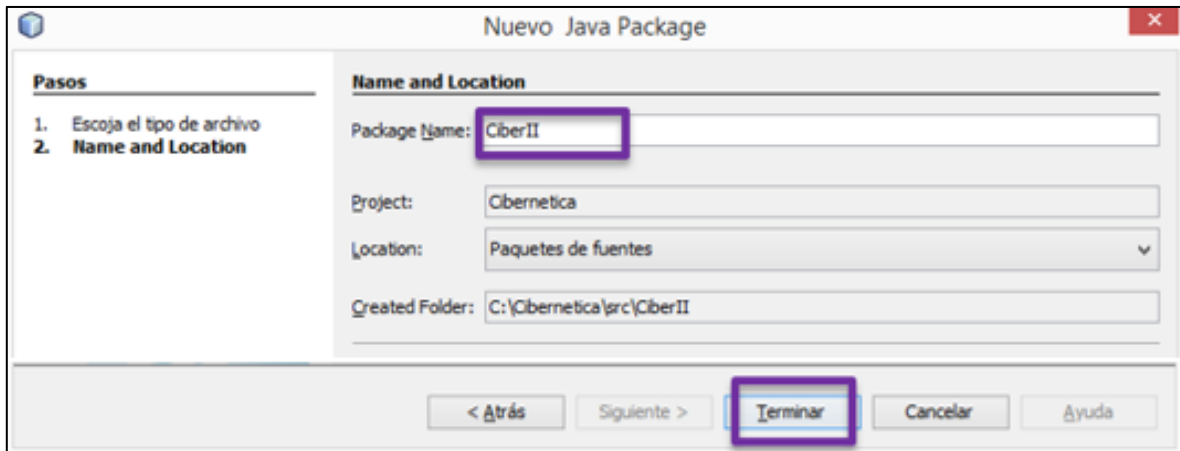 Nuevo Java Package
Pasos
1. Escoja el tipo de archivo
2. Name and Location
Name and Location
Package Name: CiberII
Project: Cibernetica
Location: Paquetes de fuentes
Created Folder: C:\Cibernetica\src\CiberII
< Atrás Siguiente > Terminar Cancelar Ayuda